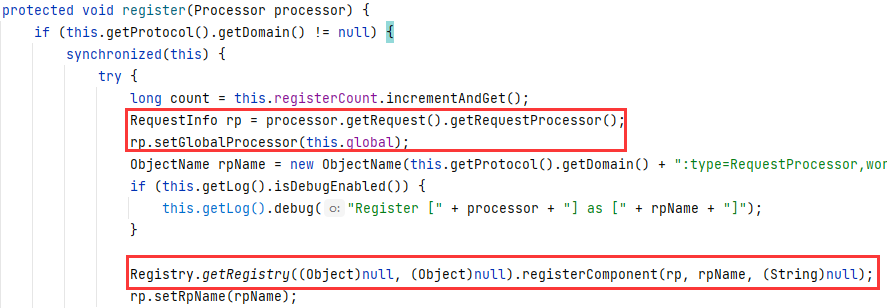 protected void register(Processor processor) {
if (this.getProtocol().getDomain() != null) {
synchronized(this) {
try {
long count = this.registerCount.incrementAndGet();
RequestInfo rp = processor.getRequest().getRequestProcessor();
rp.setGlobalProcessor(this.global);
ObjectName rpName = new ObjectName(this.getProtocol().getDomain() + ":type=RequestProcessor,wor
if (this.getLog().isDebugEnabled()) {
this.getLog().debug( o: "Register [" + processor + "] as [" + rpName + "]");
}
Registry.getRegistry((Object)null, (Object)null).registerComponent(rp, rpName, (String)null);
rp.setRpName(rpName);